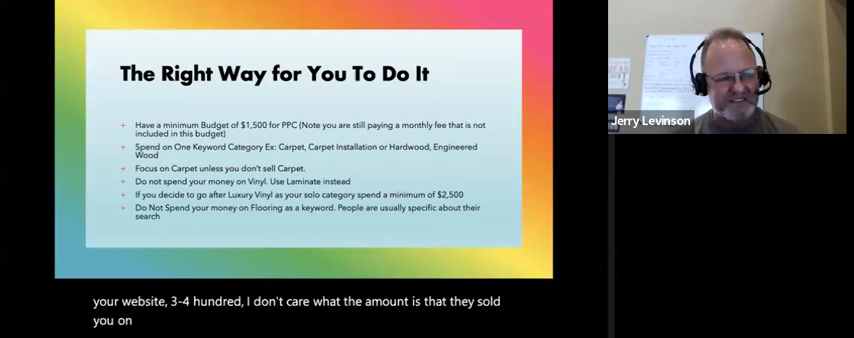 The Right Way for You To Do It
+ Have a minimum Budget of $1,500 for PPC (Note you are still paying a monthly fee that is not
included in this budget)
+ Spend on One Keyword Category Ex: Carpet, Carpet Installation or Hardwood, Engineered
Wood
+ Focus on Carpet unless you don't sell Carpet.
+ Do not spend your money on Vinyl. Use Laminate instead
+ If you decide to go after Luxury Vinyl as your solo category spend a minimum of $2,500
+ Do Not Spend your money on Flooring as a keyword. People are usually specific about their
search
Jerry Levinson
your website, 3-4 hundred, I don't care what the amount is that they sold
you on